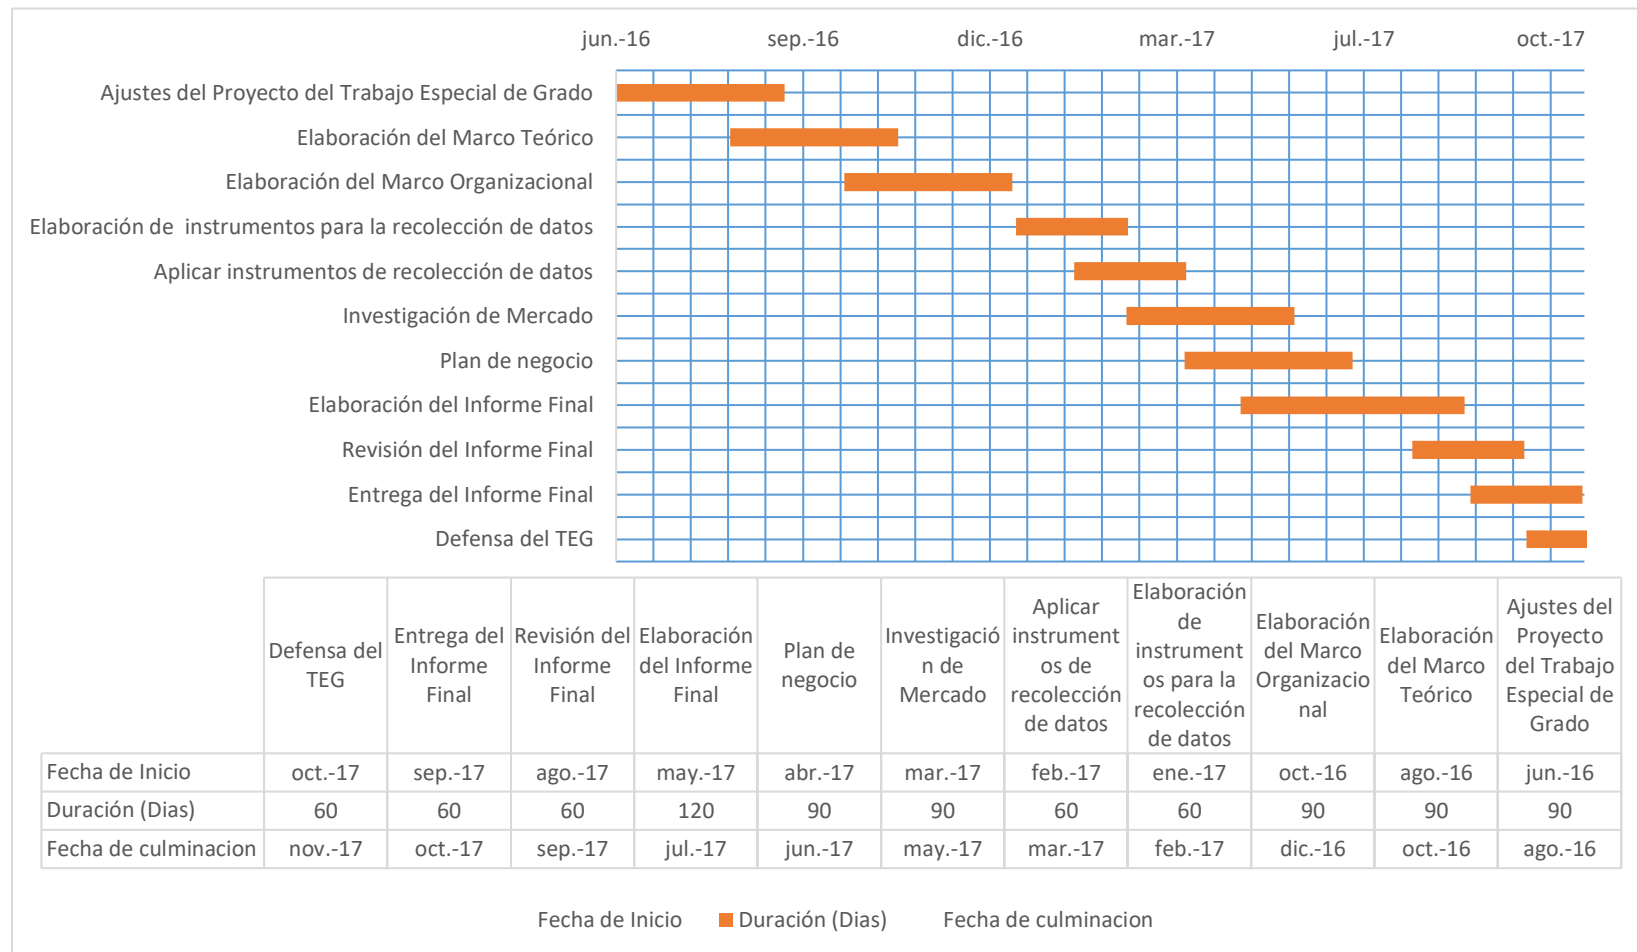 jun.-16 sep.-16 dic.-16 mar.-17 jul.-17 oct.-17
Ajustes del Proyecto del Trabajo Especial de Grado
Elaboración del Marco Teórico
Elaboración del Marco Organizacional
Elaboración de  instrumentos para la recolección de datos
Aplicar instrumentos de recolección de datos
Investigación de Mercado
Plan de negocio
Elaboración del Informe Final
Revisión del Informe Final
Entrega del Informe Final
Defensa del TEG
Defensa del
TEG
Entrega del
Informe
Final
Revisión del
Informe
Final
Elaboración
del Informe
Final
Plan de
negocio
Investigació
n de
Mercado
Aplicar
instrument
os de
recolección
de datos
Elaboración
de
instrument
os para la
recolección
de datos
Elaboración
del Marco
Organizacio
nal
Elaboración
del Marco
Teórico
Ajustes del
Proyecto
del Trabajo
Especial de
Grado
Fecha de Inicio oct.-17 sep.-17 ago.-17 may.-17 abr.-17 mar.-17 feb.-17 ene.-17 oct.-16 ago.-16 jun.-16
Duración (Dias) 60 60 60 120 90 90 60 60 90 90 90
Fecha de culminacion nov.-17 oct.-17 sep.-17 jul.-17 jun.-17 may.-17 mar.-17 feb.-17 dic.-16 oct.-16 ago.-16
Fecha de Inicio Duración (Dias) Fecha de culminacion